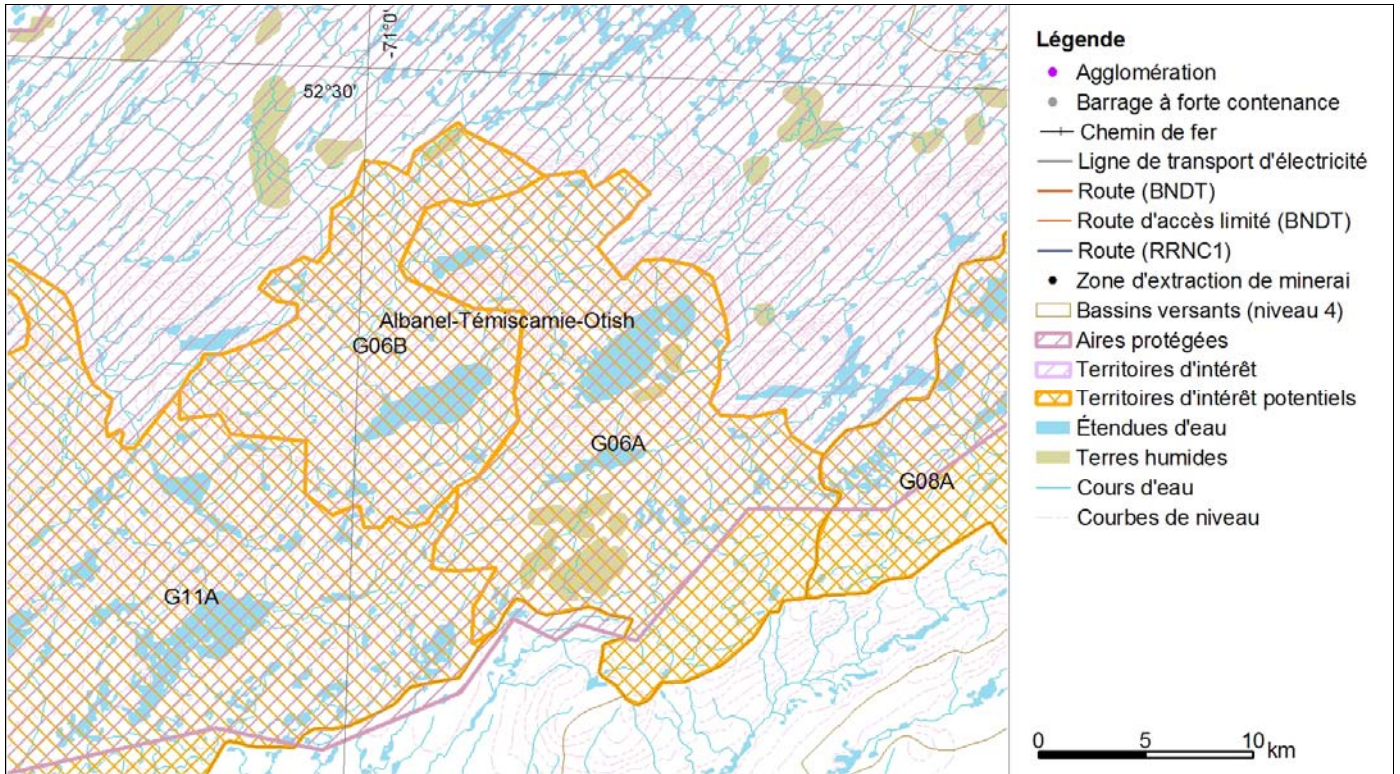 -71°0'
52°30'
Albanel-Témiscamie-Otish
G06B
G06A
G08A
G11A
Légende
Agglomération
Barrage à forte contenance
Chemin de fer
Ligne de transport d'électricité
Route (BNDT)
Route d'accès limité (BNDT)
Route (RRNC1)
Zone d'extraction de minerai
Bassins versants (niveau 4)
Aires protégées
Territoires d'intérêt
Territoires d'intérêt potentiels
Étendues d'eau
Terres humides
Cours d'eau
Courbes de niveau
0 5 10 km